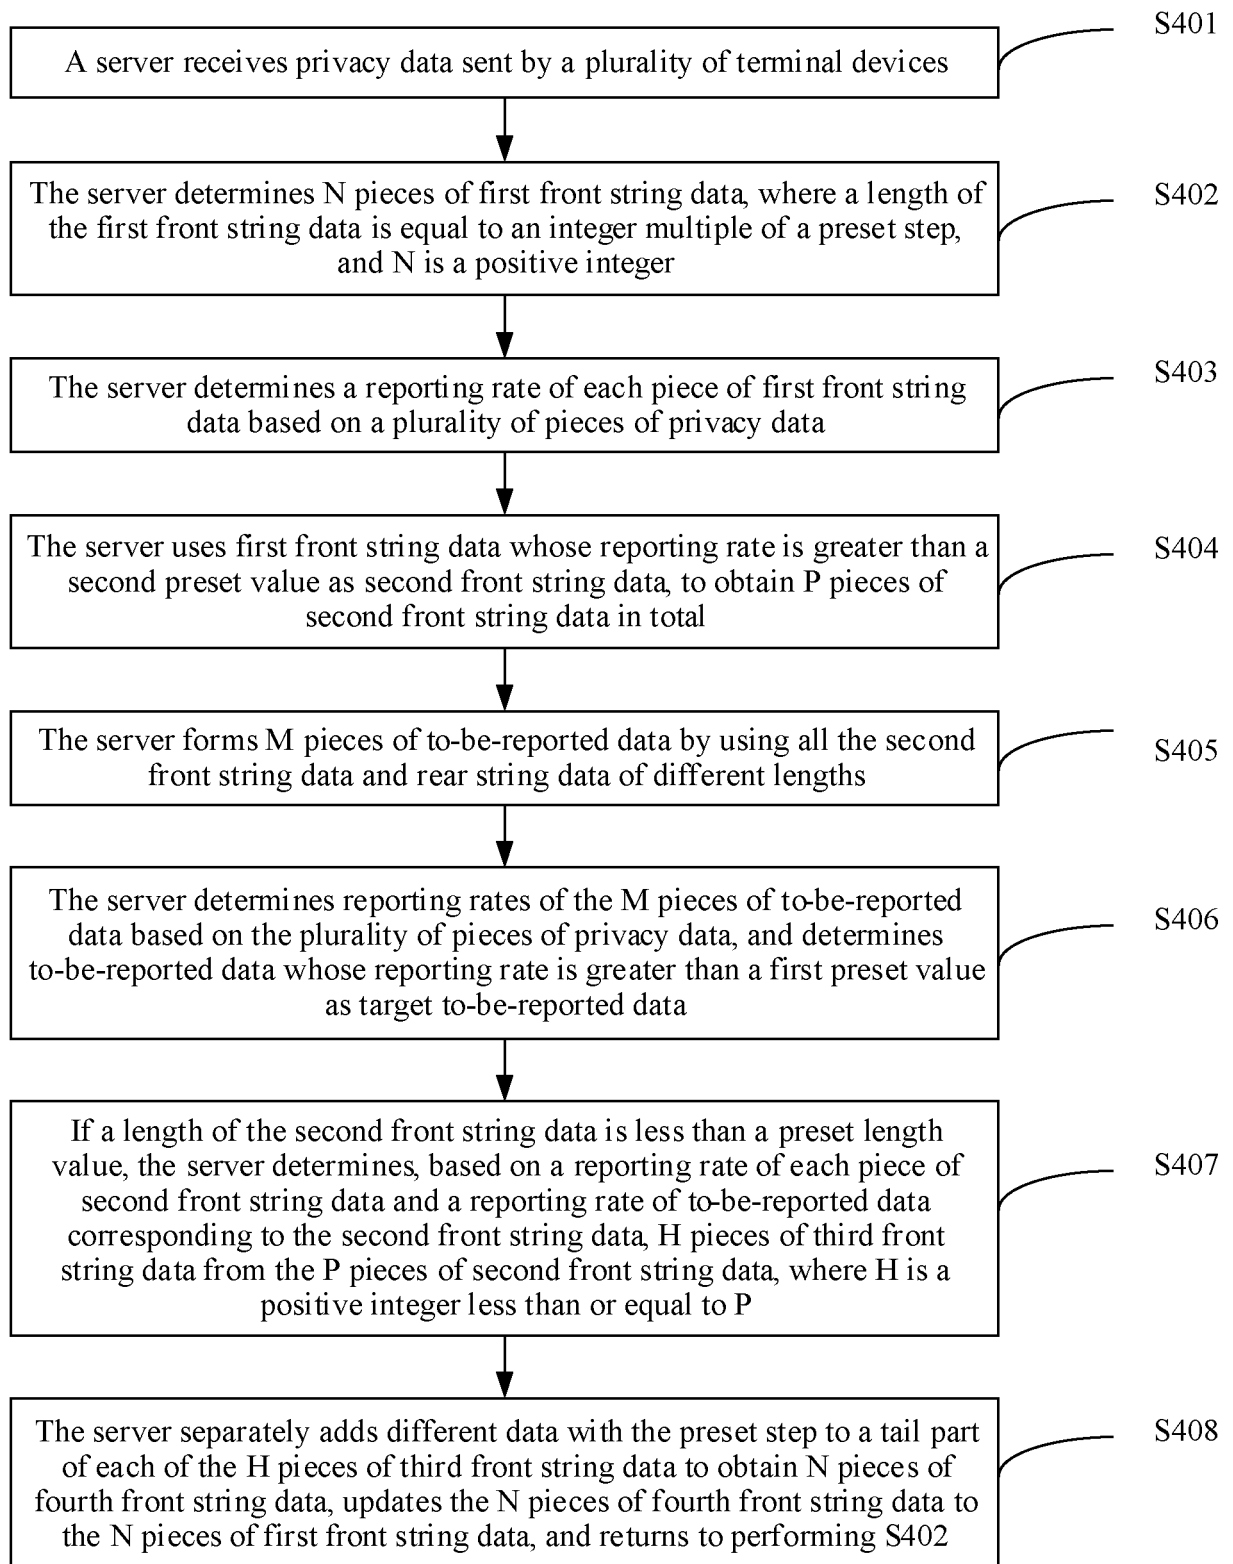 S401
A server receives privacy data sent by a plurality of terminal devices
S402
The server determines N pieces of first front string data, where a length of
the first front string data is equal to an integer multiple of a preset step,
and N is a positive integer
S403
The server determines a reporting rate of each piece of first front string
data based on a plurality of pieces of privacy data
S404
The server uses first front string data whose reporting rate is greater than a
second preset value as second front string data, to obtain P pieces of
second front string data in total
S405
The server forms M pieces of to-be-reported data by using all the second
front string data and rear string data of different lengths
S406
The server determines reporting rates of the M pieces of to-be-reported
data based on the plurality of pieces of privacy data, and determines
to-be-reported data whose reporting rate is greater than a first preset value
as target to-be-reported data
S407
If a length of the second front string data is less than a preset length
value, the server determines, based on a reporting rate of each piece of
second front string data and a reporting rate of to-be-reported data
corresponding to the second front string data, H pieces of third front
string data from the P pieces of second front string data, where H is a
positive integer less than or equal to P
S408
The server separately adds different data with the preset step to a tail part
of each of the H pieces of third front string data to obtain N pieces of
fourth front string data, updates the N pieces of fourth front string data to
the N pieces of first front string data, and returns to performing S402